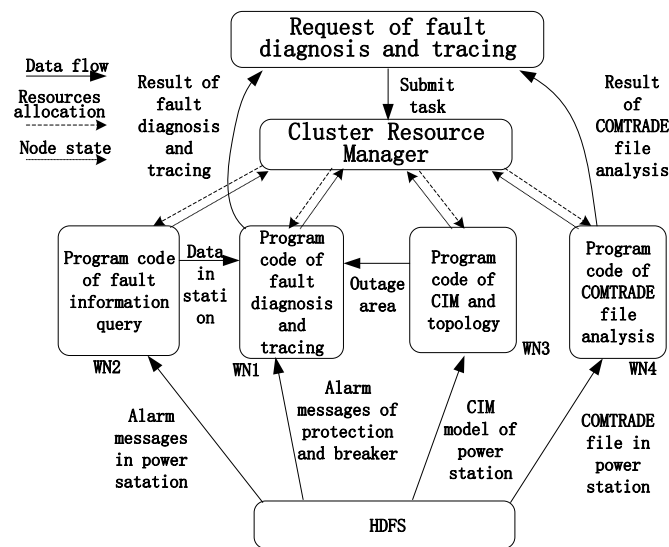 Request of fault
diagnosis and tracing
Data flow
Resources
allocation
Node state
Result of
fault
diagnosis
and
tracing
Submit
task
Result
of
COMTRADE
file
analysis
Cluster Resource
Manager
Program code
of fault
information
query
WN2
Data
in
stati
on
Program
code of
fault
diagnosis
and
tracing
WN1
Outage
area
Program
code of
CIM and
topology
WN3
Program
code of
COMTRADE
file
analysis
WN4
Alarm
messages
in power
satation
Alarm
messages of
protection
and breaker
CIM
model of
power
station
COMTRADE
file in
power
station
HDFS